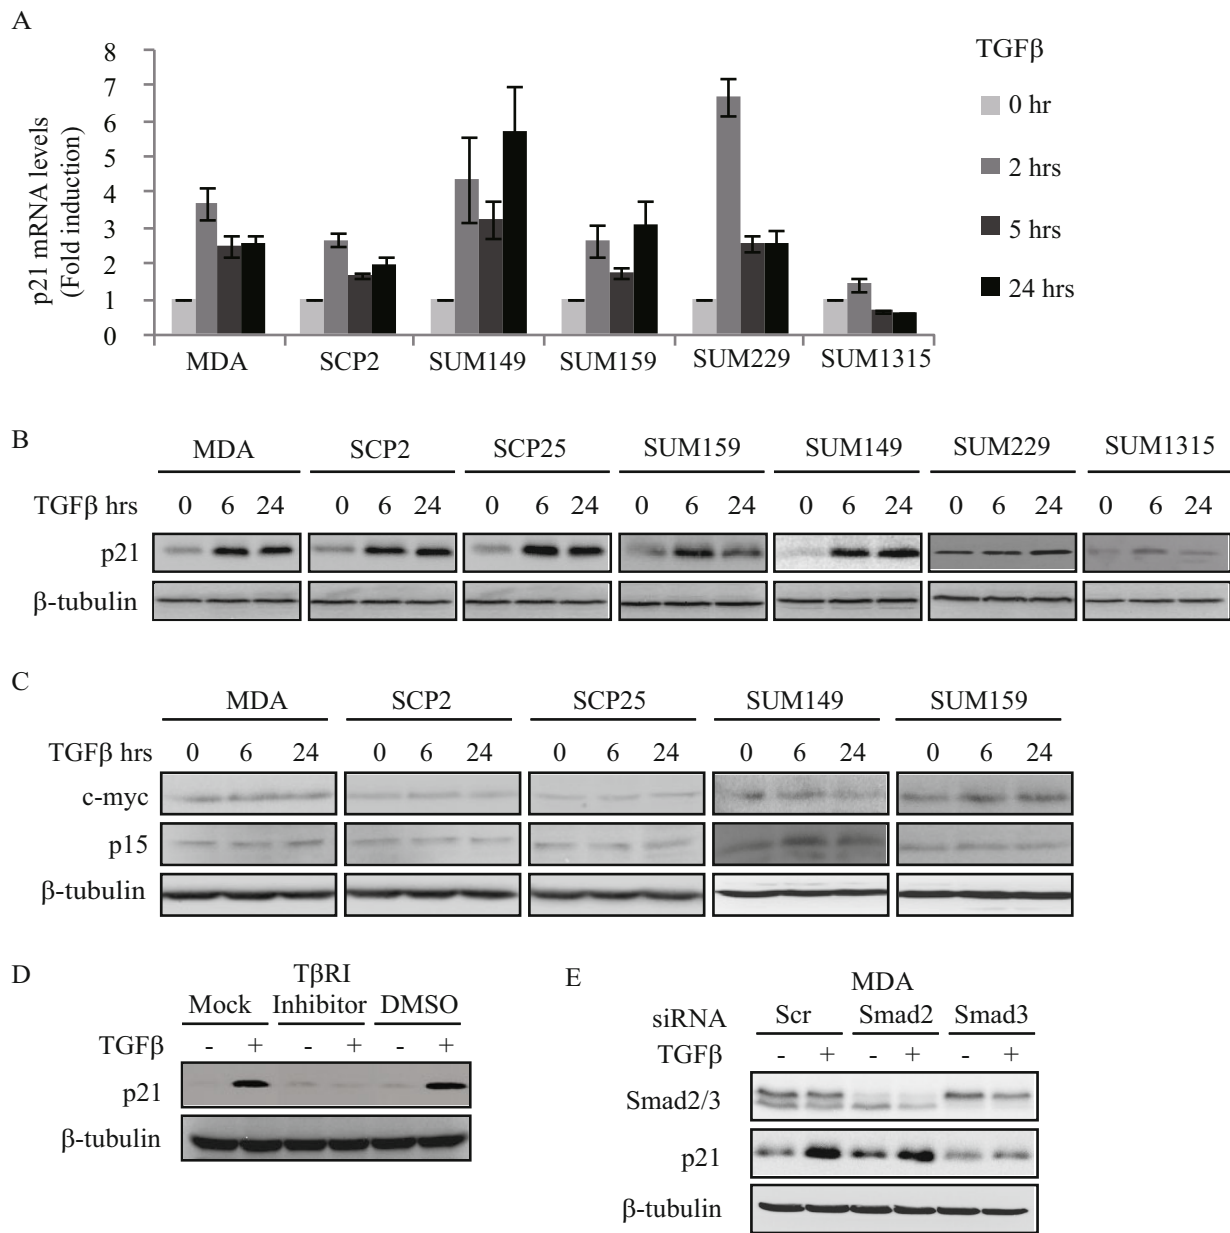 A
p21 mRNA levels
(Fold induction)
8
7
6
5
4
3
2
1
0
MDA SCP2 SUM149 SUM159 SUM229 SUM1315
TGFβ
0 hr
2 hrs
5 hrs
24 hrs
B
MDA SCP2 SCP25 SUM159 SUM149 SUM229 SUM1315
TGFβ hrs 0 6 24 0 6 24 0 6 24 0 6 24 0 6 24 0 6 24 0 6 24
p21
β-tubulin
C
MDA SCP2 SCP25 SUM149 SUM159
TGFβ hrs 0 6 24 0 6 24 0 6 24 0 6 24 0 6 24
c-myc
p15
β-tubulin
D
TβRI
Mock Inhibitor DMSO
TGFβ - + - + - +
p21
β-tubulin
E
MDA
siRNA Scr Smad2 Smad3
TGFβ - + - + - +
Smad2/3
p21
β-tubulin